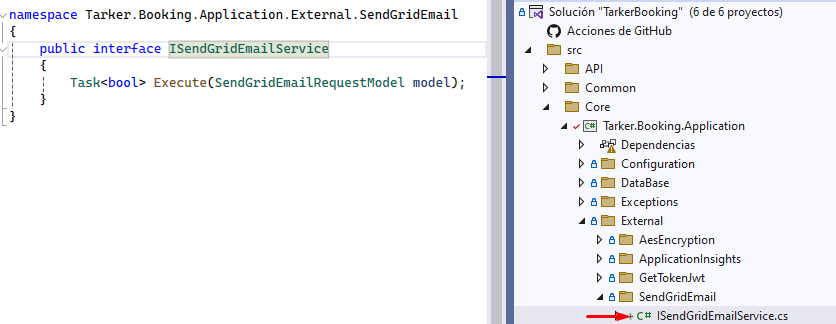 namespace Tarker.Booking.Application.External.SendGridEmail
{
public interface ISendGridEmailService
{
Task<bool> Execute(SendGridEmailRequestModel model);
}
}
Solución "TarkerBooking" (6 de 6 proyectos)
Acciones de GitHub
src
API
Common
Core
C# Tarker.Booking.Application
Dependencias
Configuration
DataBase
Exceptions
External
AesEncryption
ApplicationInsights
GetTokenJwt
SendGridEmail
+ C# ISendGridEmailService.cs